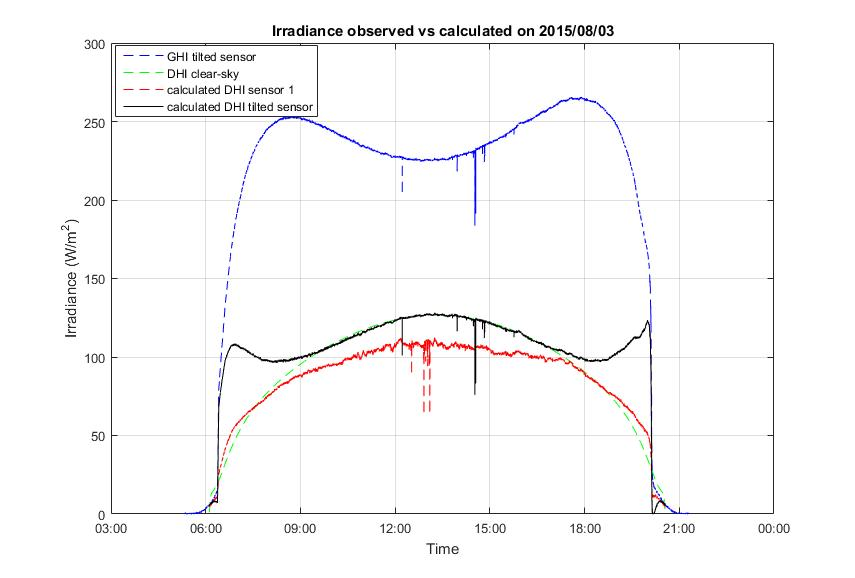 Irradiance observed vs calculated on 2015/08/03
300
250
200
150
100
50
0
Irradiance (W/m²)
GHI tilted sensor
DHI clear-sky
calculated DHI sensor 1
calculated DHI tilted sensor
03:00 06:00 09:00 12:00 15:00 18:00 21:00 00:00
Time